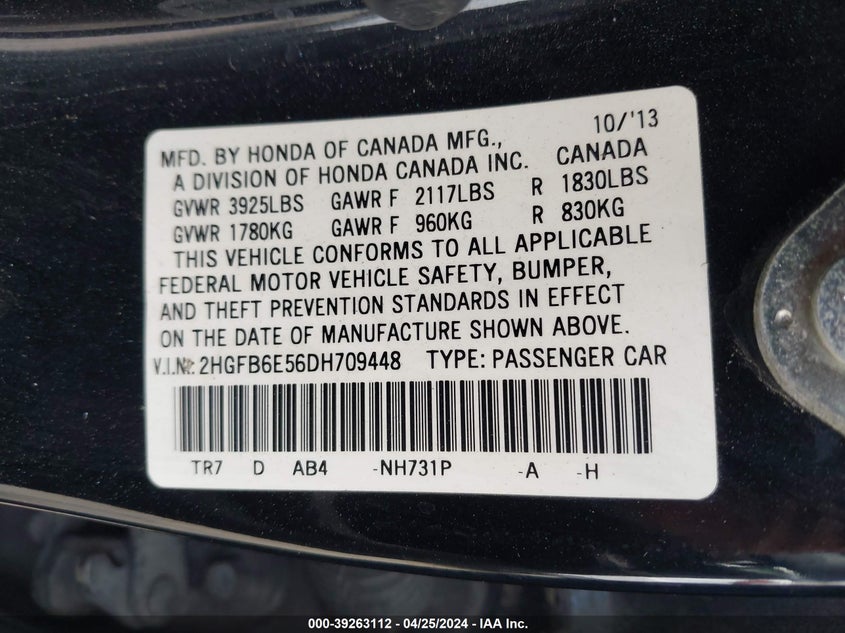 10/'13
MFD. BY HONDA OF CANADA MFG.,
A DIVISION OF HONDA CANADA INC. CANADA
GVWR 3925LBS GAWR F 2117LBS R 1830LBS
GVWR 1780KG GAWR F 960KG R 830KG
THIS VEHICLE CONFORMS TO ALL APPLICABLE
FEDERAL MOTOR VEHICLE SAFETY, BUMPER,
AND THEFT PREVENTION STANDARDS IN EFFECT
ON THE DATE OF MANUFACTURE SHOWN ABOVE.
V.I.N.: 2HGFB6E56DH709448 TYPE: PASSENGER CAR
TR7 D AB4 -NH731P -A -H
000-39263112 - 04/25/2024 - IAA Inc.